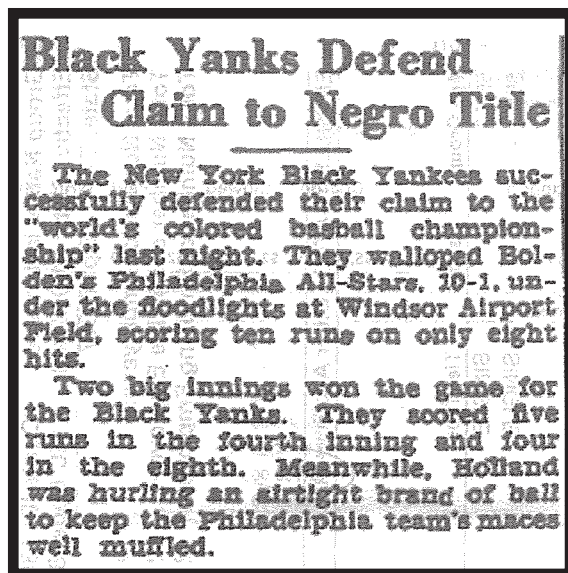 Black Yanks Defend
Claim to Negro Title
The New York Black Yankees suc-
cessfully defended their claim to the
"world's colored basball champion-
ship" last night. They walloped Bol-
den's Philadelphia All-Stars, 10-1, un-
der the floodlights at Windsor Airport
Field, scoring ten runs on only eight
hits.
Two big innings won the game for
the Black Yanks. They scored five
runs in the fourth inning and four
in the eighth. Meanwhile, Holland
was hurling an airtight brand of ball
to keep the Philadelphia team's maces
well muffled.